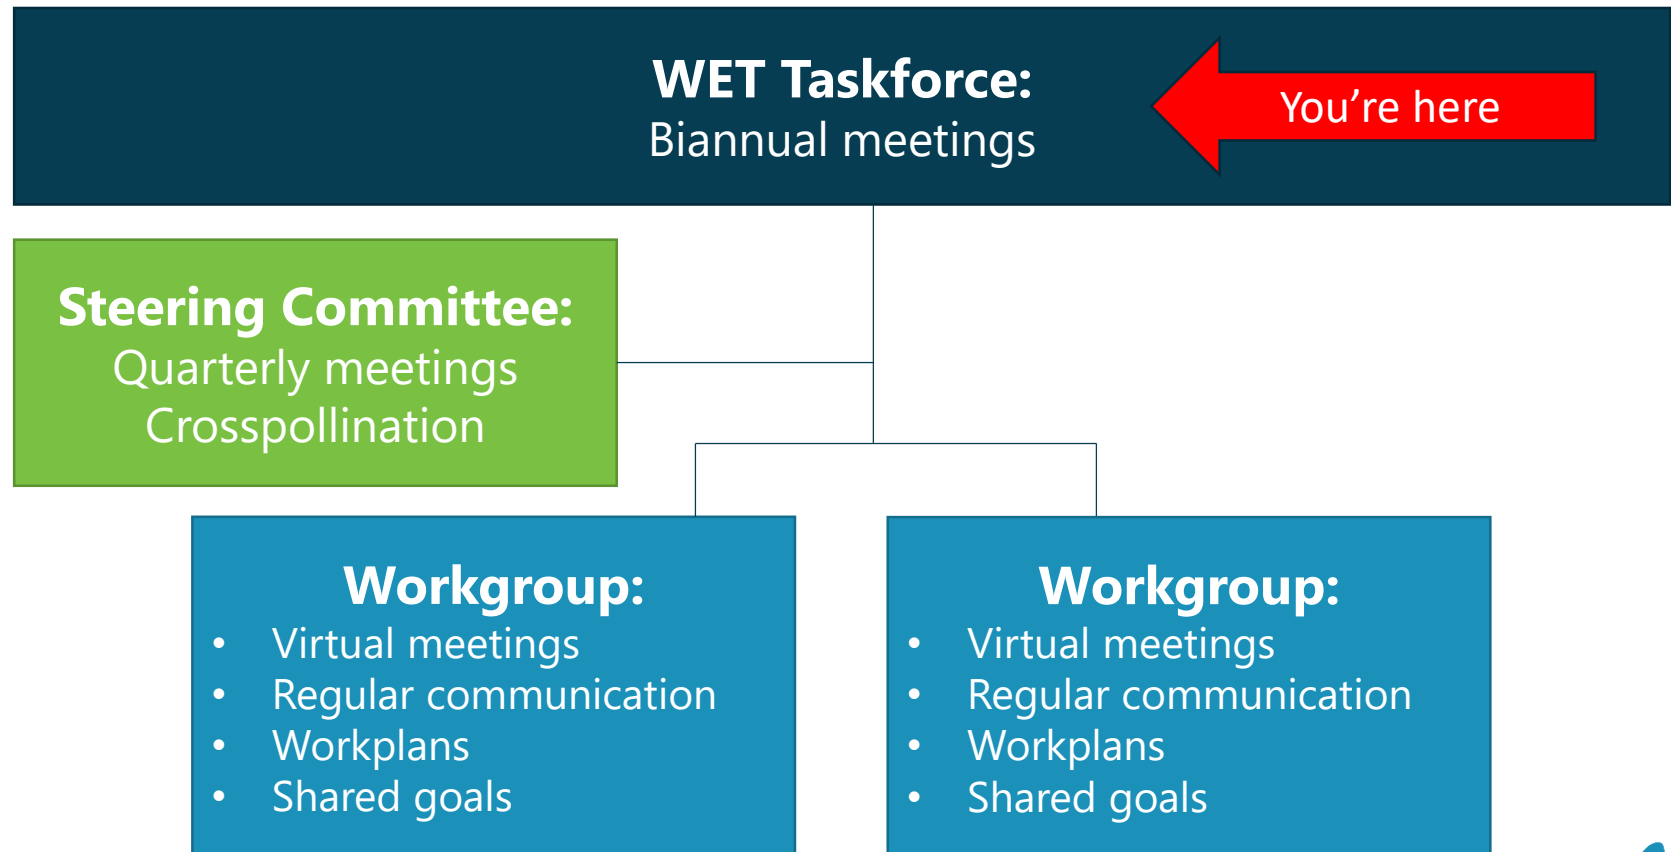 WET Taskforce:
Biannual meetings
You’re here
Steering Committee:
Quarterly meetings
Crosspollination
Workgroup:
• Virtual meetings
• Regular communication
• Workplans
• Shared goals
Workgroup:
• Virtual meetings
• Regular communication
• Workplans
• Shared goals